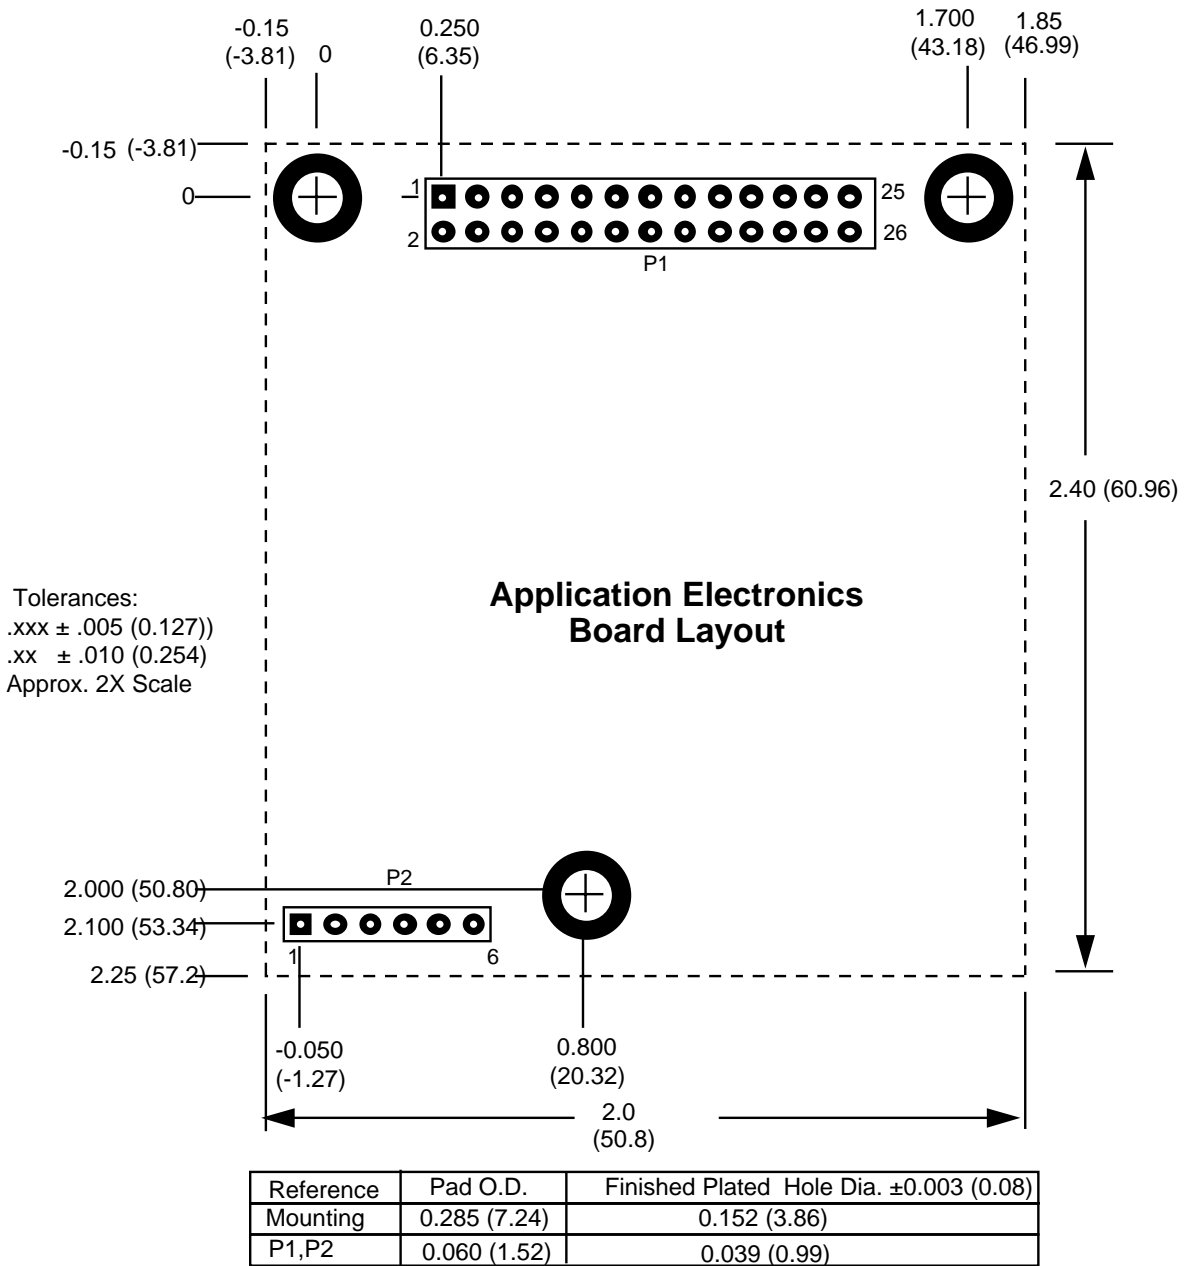 -0.15
(-3.81)
0
0.250
(6.35)
1.700
(43.18)
1.85
(46.99)
-0.15 (-3.81)
0
1
25
2
26
P1
2.40 (60.96)
Application Electronics
Board Layout
Tolerances:
.xxx ± .005 (0.127))
.xx ± .010 (0.254)
Approx. 2X Scale
2.000 (50.80)
P2
2.100 (53.34)
1
6
2.25 (57.2)
-0.050
(-1.27)
0.800
(20.32)
2.0
(50.8)
Reference Pad O.D. Finished Plated Hole Dia. ±0.003 (0.08)
Mounting 0.285 (7.24) 0.152 (3.86)
P1,P2 0.060 (1.52) 0.039 (0.99)